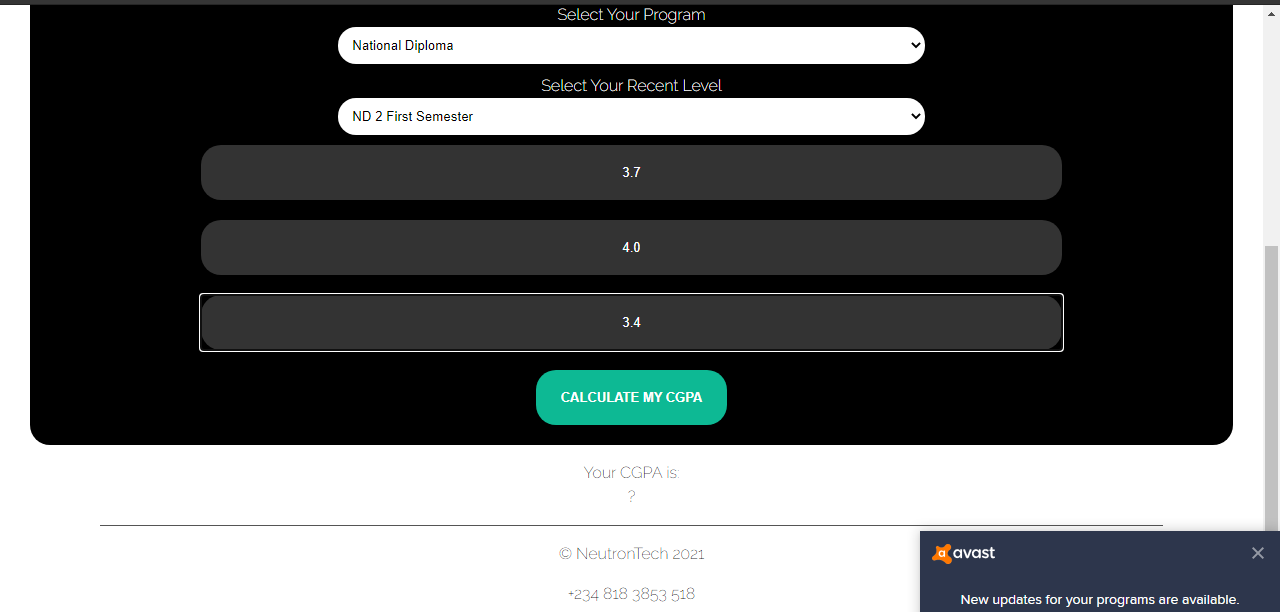 Select Your Program
National Diploma
Select Your Recent Level
ND 2 First Semester
3.7
4.0
3.4
CALCULATE MY CGPA
Your CGPA is:
?
© NeutronTech 2021
+234 818 3853 518
avast
New updates for your programs are available.